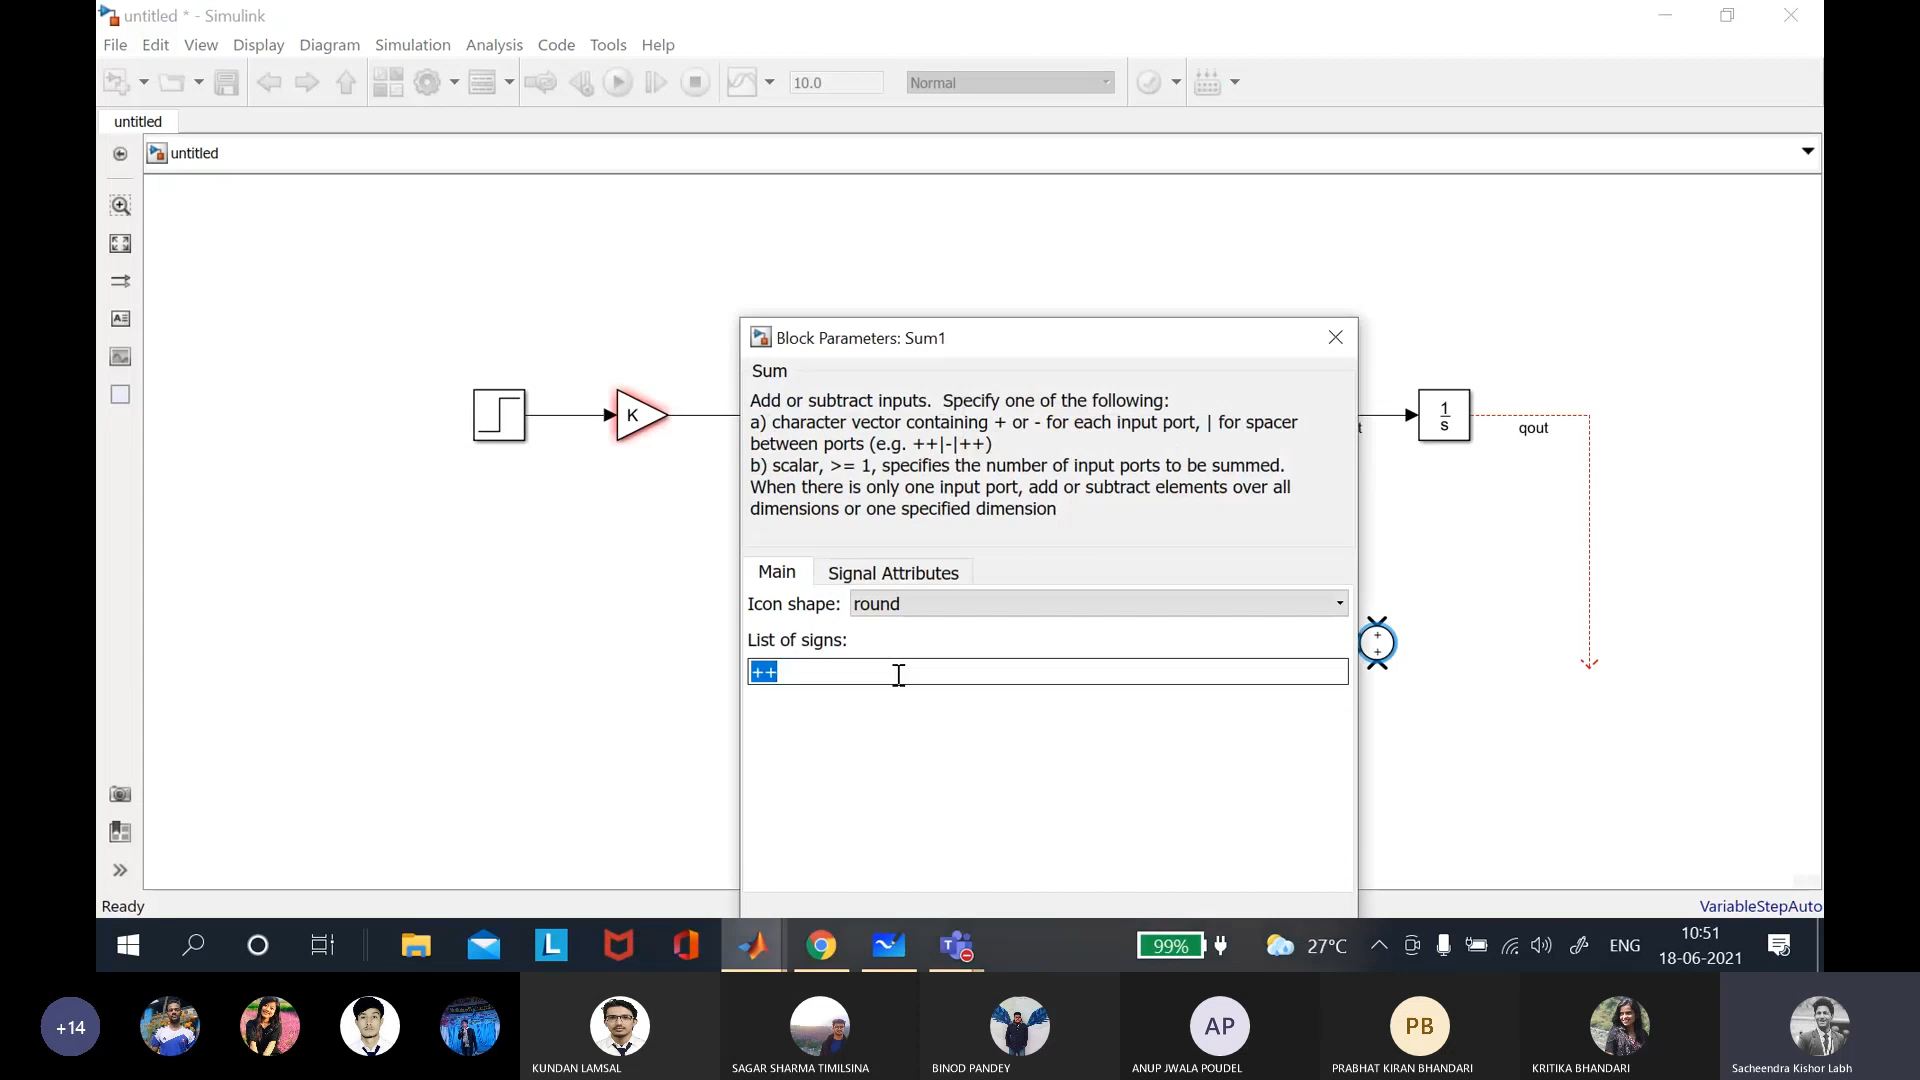 untitled * - Simulink
File Edit View Display Diagram Simulation Analysis Code Tools Help
10.0 Normal
untitled
untitled
Block Parameters: Sum1
Sum
Add or subtract inputs. Specify one of the following:
a) character vector containing + or - for each input port, | for spacer
between ports (e.g. ++|-|++)
b) scalar, >= 1, specifies the number of input ports to be summed.
When there is only one input port, add or subtract elements over all
dimensions or one specified dimension
Main Signal Attributes
Icon shape: round
List of signs:
++
K
t
1
s
qout
+
+
Ready
VariableStepAuto
99% 27°C ENG 10:51
18-06-2021
+14
AP PB
KUNDAN LAMSAL SAGAR SHARMA TIMILSINA BINOD PANDEY ANUP JWALA POUDEL PRABHAT KIRAN BHANDARI KRITIKA BHANDARI Sacheendra Kishor Labh